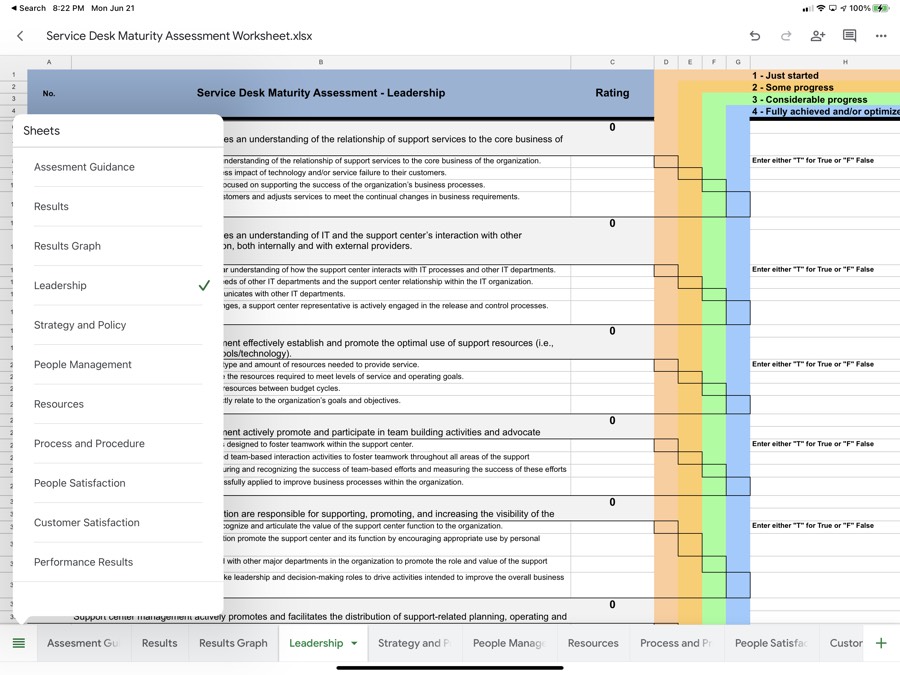 Search 8:22 PM Mon Jun 21 100%
Service Desk Maturity Assessment Worksheet.xlsx
A B C D E F G H
1 1 - Just started
2 2 - Some progress
No. Service Desk Maturity Assessment - Leadership Rating
3 3 - Considerable progress
4 4 - Fully achieved and/or optimize
0
Sheets
es an understanding of the relationship of support services to the core business of
nderstanding of the relationship of support services to the core business of the organization. Enter either "T" for True or "F" False
Assesment Guidance
ss impact of technology and/or service failure to their customers.
ocused on supporting the success of the organization's business processes.
stomers and adjusts services to meet the continual changes in business requirements.
Results
0
es an understanding of IT and the support center's interaction with other
on, both internally and with external providers.
Results Graph
ar understanding of how the support center interacts with IT processes and other IT departments. Enter either "T" for True or "F" False
eeds of other IT departments and the support center relationship within the IT organization.
Leadership
unicates with other IT departments.
nges, a support center representative is actively engaged in the release and control processes.
Strategy and Policy
0
ment effectively establish and promote the optimal use of support resources (i.e.,
ools/technology).
People Management
type and amount of resources needed to provide service. Enter either "T" for True or "F" False
e the resources required to meet levels of service and operating goals.
resources between budget cycles.
ctly relate to the organization's goals and objectives.
Resources
0
ment actively promote and participate in team building activities and advocate
Process and Procedure
s designed to foster teamwork within the support center. Enter either "T" for True or "F" False
d team-based interaction activities to foster teamwork throughout all areas of the support
uring and recognizing the success of team-based efforts and measuring the success of these efforts
People Satisfaction
ssfully applied to improve business processes within the organization.
0
tion are responsible for supporting, promoting, and increasing the visibility of the
Customer Satisfaction
cognize and articulate the value of the support center function to the organization. Enter either "T" for True or "F" False
tion promote the support center and its function by encouraging appropriate use by personal
Performance Results
d with other major departments in the organization to promote the role and value of the support
ke leadership and decision-making roles to drive activities intended to improve the overall business
0
Support center management actively promotes and facilitates the distribution of support-related planning, operating and
Assesment Gui Results Results Graph Leadership Strategy and P People Manag Resources Process and Pr People Satisfac Custor